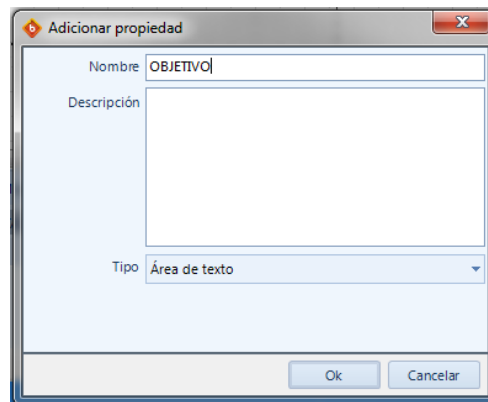 Adicionar propiedad
Nombre OBJETIVO
Descripción
Tipo Área de texto
Ok Cancelar